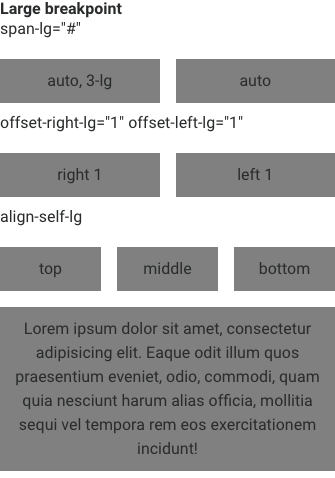 Large breakpoint
span-lg="#"
auto, 3-lg
auto
offset-right-lg="1" offset-left-lg="1"
right 1
left 1
align-self-lg
top
middle
bottom
Lorem ipsum dolor sit amet, consectetur
adipisicing elit. Eaque odit illum quos
praesentium eveniet, odio, commodi, quam
quia nesciunt harum alias officia, mollitia
sequi vel tempora rem eos exercitationem
incidunt!